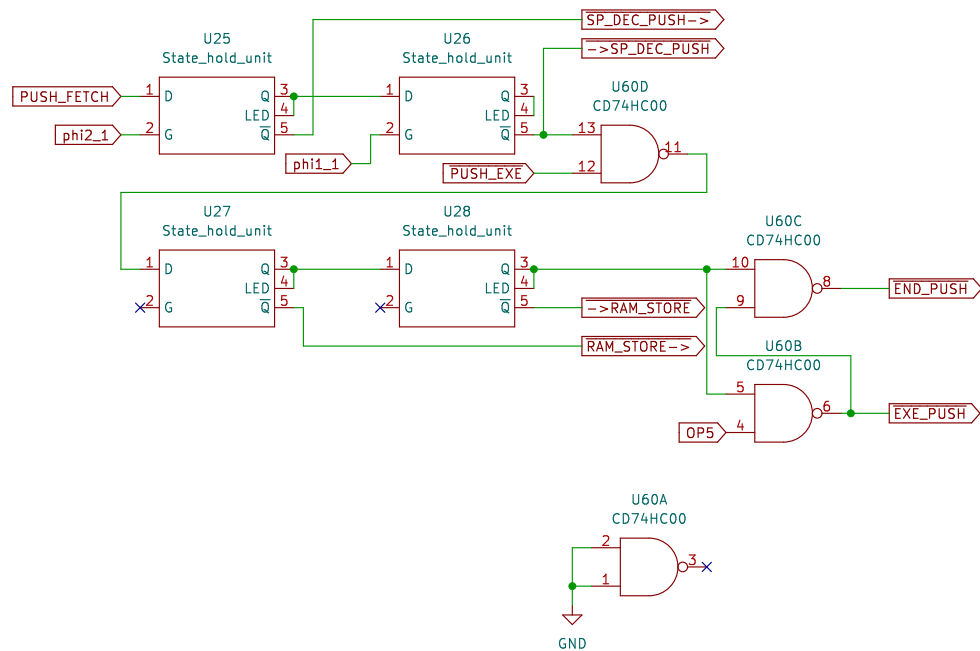 SP_DEC_PUSH->
->SP_DEC_PUSH
U25
State_hold_unit
PUSH_FETCH
1 D
phi2_1
2 G
Q 3
LED 4
Q 5
U26
State_hold_unit
1 D
phi1_1
2 G
Q 3
LED 4
Q 5
U60D
CD74HC00
13
PUSH_EXE
12
11
U27
State_hold_unit
1 D
2 G
Q 3
LED 4
Q 5
U28
State_hold_unit
1 D
2 G
Q 3
LED 4
Q 5
->RAM_STORE
RAM_STORE->
U60C
CD74HC00
10
9
8
END_PUSH
U60B
CD74HC00
5
OP5
4
6
EXE_PUSH
U60A
CD74HC00
2
1
3
GND